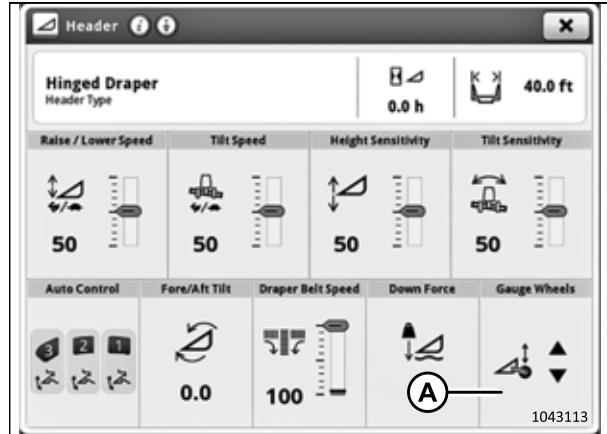 Header
Hinged Draper
Header Type
0.0 h
40.0 ft
Raise / Lower Speed
Tilt Speed
Height Sensitivity
Tilt Sensitivity
50
50
50
50
Auto Control
Fore/Aft Tilt
Draper Belt Speed
Down Force
Gauge Wheels
3 2 1
0.0
100
A
1043113